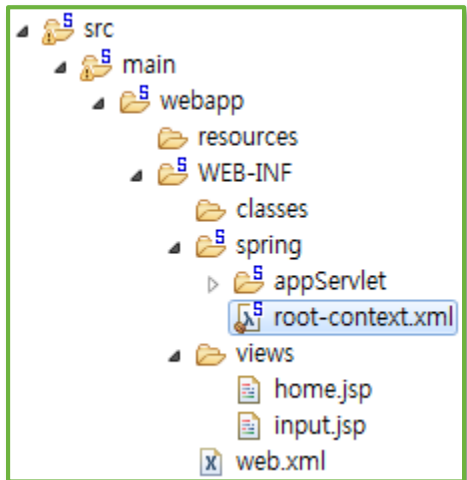 src
main
webapp
resources
WEB-INF
classes
spring
appServlet
root-context.xml
views
home.jsp
input.jsp
web.xml